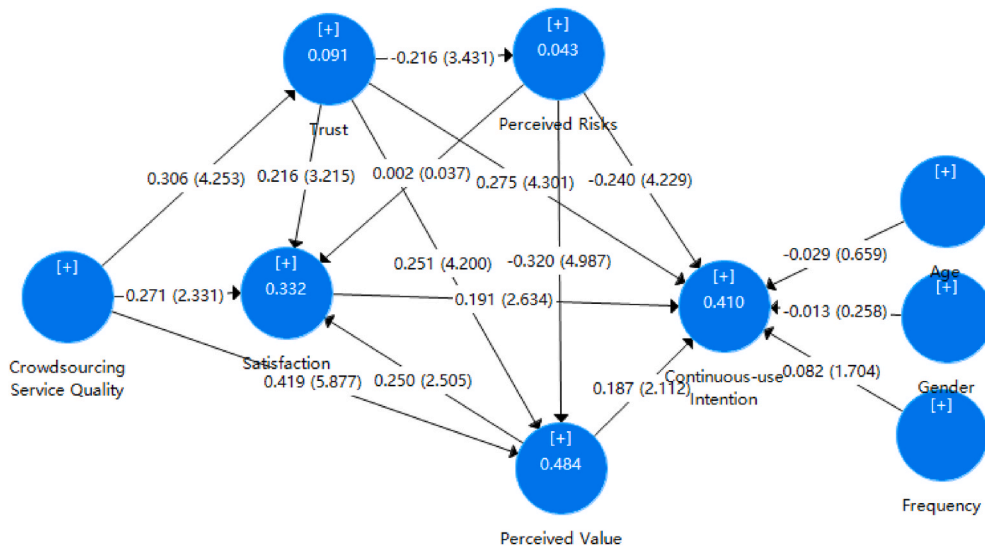 [+]
0.091
Trust
-0.216 (3.431)
[+]
0.043
Perceived Risks
0.306 (4.253)
0.216 (3.215)
0.002 (0.037)
0.275 (4.301)
-0.240 (4.229)
[+]
Age
-0.029 (0.659)
[+]
Crowdsourcing
Service Quality
0.271 (2.331)
[+]
0.332
Satisfaction
0.251 (4.200)
-0.320 (4.987)
0.191 (2.634)
[+]
0.410
Continuous-use
Intention
-0.013 (0.258)
[+]
Gender
0.419 (5.877)
0.250 (2.505)
0.187 (2.112)
0.082 (1.704)
[+]
Frequency
[+]
0.484
Perceived Value